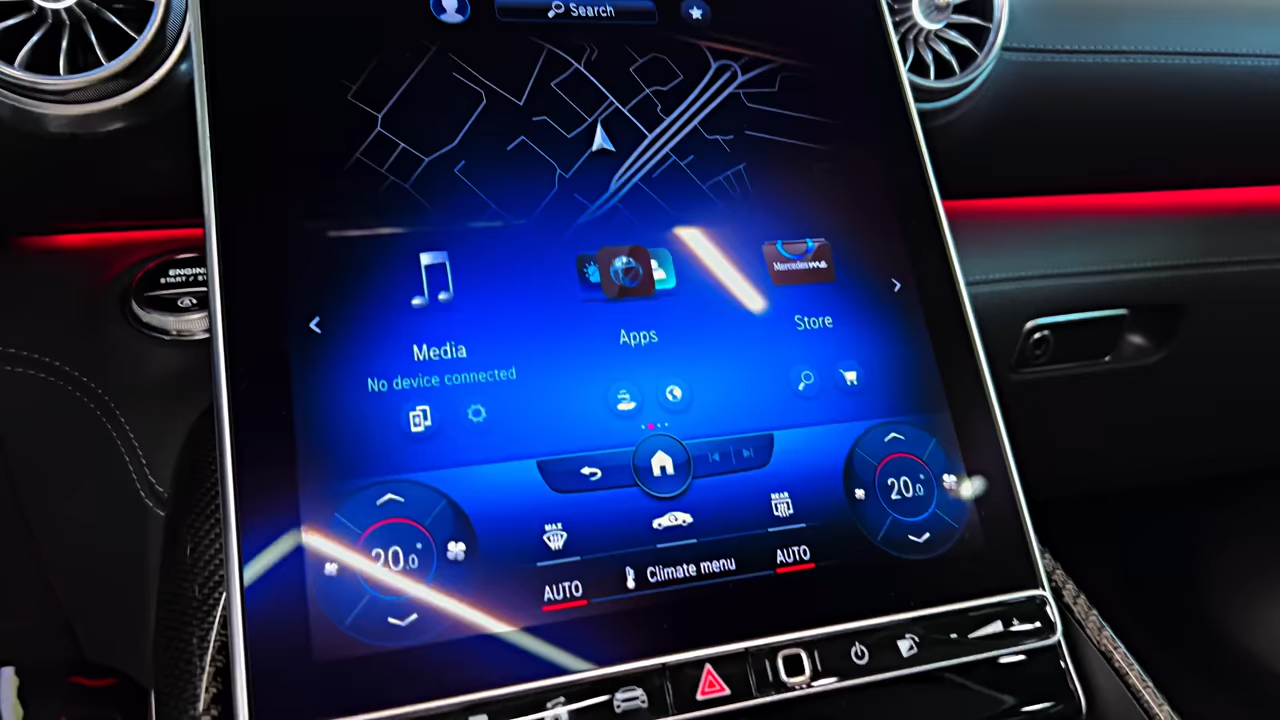 Search
ENGINE
START / S
Mercedes me
Media
Apps
Store
No device connected
20.0°
20.0°
MAX
REAR
AUTO
Climate menu
AUTO